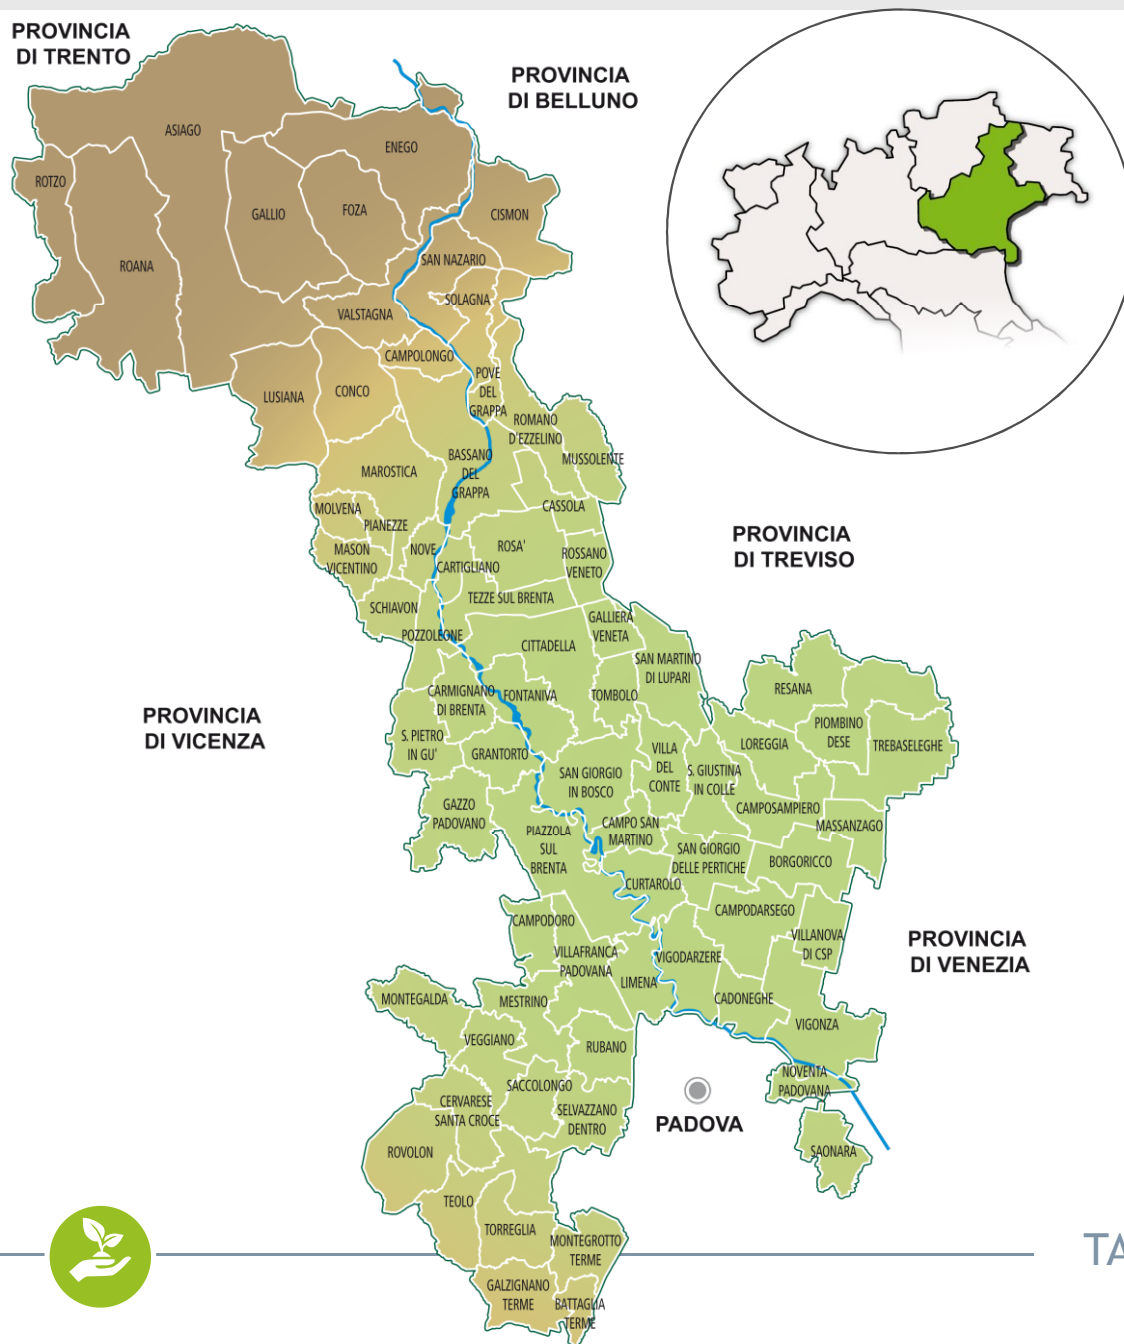 PROVINCIA
DI TRENTO
PROVINCIA
DI BELLUNO
ASIAGO
ENEGO
ROTZO
GALLIO
FOZA
CISMON
ROANA
SAN NAZARIO
SOLAGNA
VALSTAGNA
CAMPOLONGO
LUSIANA
CONCO
POVE
DEL
GRAPPA
ROMANO
D'EZZELINO
MUSSOLENTE
MAROSTICA
BASSANO
DEL
GRAPPA
CASSOLA
MOLVENA
PIANEZZE
MASON
VICENTINO
NOVE
ROSA'
ROSSANO
VENETO
CARTIGLIANO
PROVINCIA
DI TREVISO
SCHIAVON
TEZZE SUL BRENTA
POZZOLEONE
CITTADELLA
GALLIERA
VENETA
SAN MARTINO
DI LUPARI
CARMIGNANO
DI BRENTA
FONTANIVA
TOMBOLO
RESANA
PROVINCIA
DI VICENZA
S. PIETRO
IN GU'
GRANTORTO
VILLA
DEL
CONTE
LOREGGIA
PIOMBINO
DESE
TREBASELEGHE
SAN GIORGIO
IN BOSCO
S. GIUSTINA
IN COLLE
GAZZO
PADOVANO
CAMPOSAMPIERO
MASSANZAGO
PIAZZOLA
SUL
BRENTA
CAMPO SAN
MARTINO
SAN GIORGIO
DELLE PERTICHE
BORGORICCO
CURTAROLO
CAMPODORO
CAMPODARSEGO
VILLANOVA
DI CSP
PROVINCIA
DI VENEZIA
VILLAFRANCA
PADOVANA
VIGODARZERE
LIMENA
MONTEGALDA
MESTRINO
CADONEGHE
VIGONZA
VEGGIANO
RUBANO
NOVENTA
PADOVANA
SACCOLONGO
CERVARESE
SANTA CROCE
SELVAZZANO
DENTRO
PADOVA
ROVOLON
SAONARA
TEOLO
TORREGLIA
MONTEGROTTO
TERME
TA
GALZIGNANO
TERME
BATTAGLIA
TERME